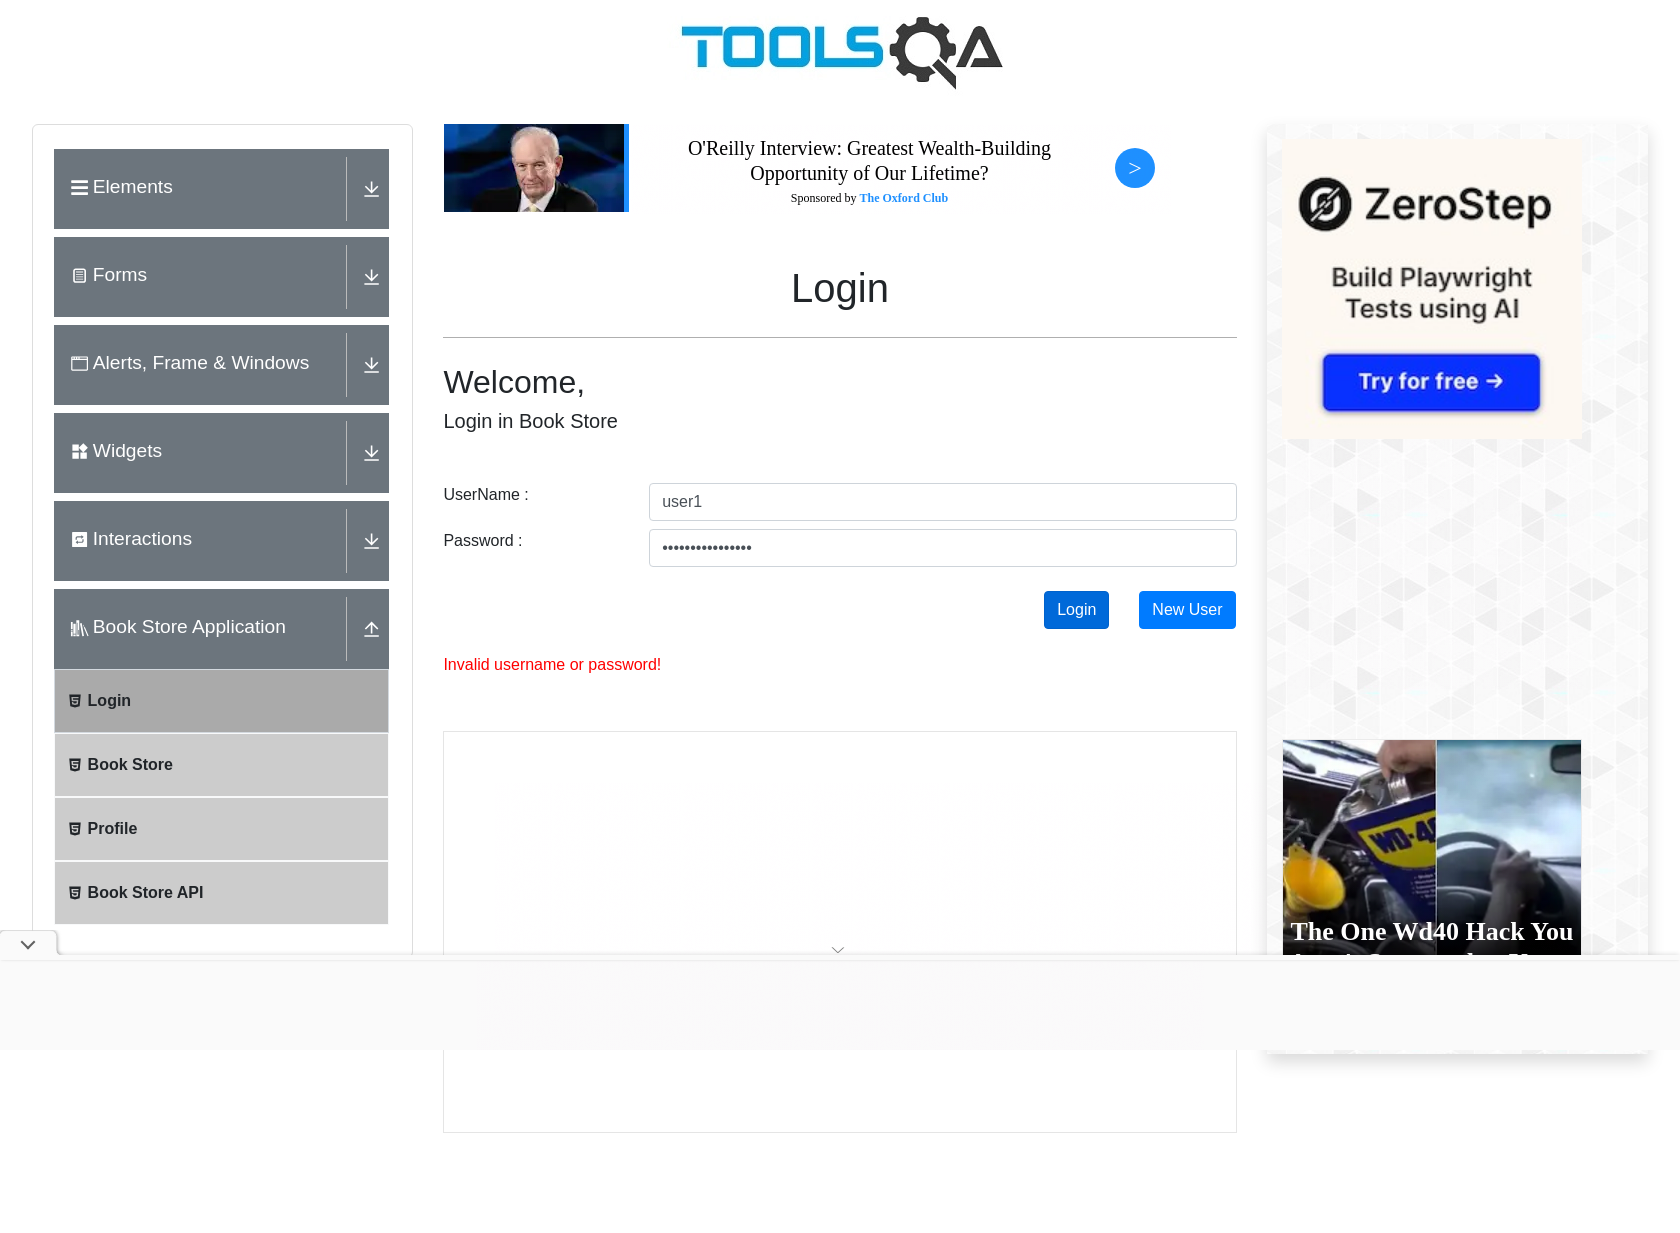 TOOLSQA
Elements
Forms
Alerts, Frame & Windows
Widgets
Interactions
Book Store Application
Login
Book Store
Profile
Book Store API
O'Reilly Interview: Greatest Wealth-Building
Opportunity of Our Lifetime?
Sponsored by The Oxford Club
>
Login
Welcome,
Login in Book Store
UserName :
user1
Password :
••••••••••••••••
Login
New User
Invalid username or password!
ZeroStep
Build Playwright
Tests using AI
Try for free →
WD-40
The One Wd40 Hack You